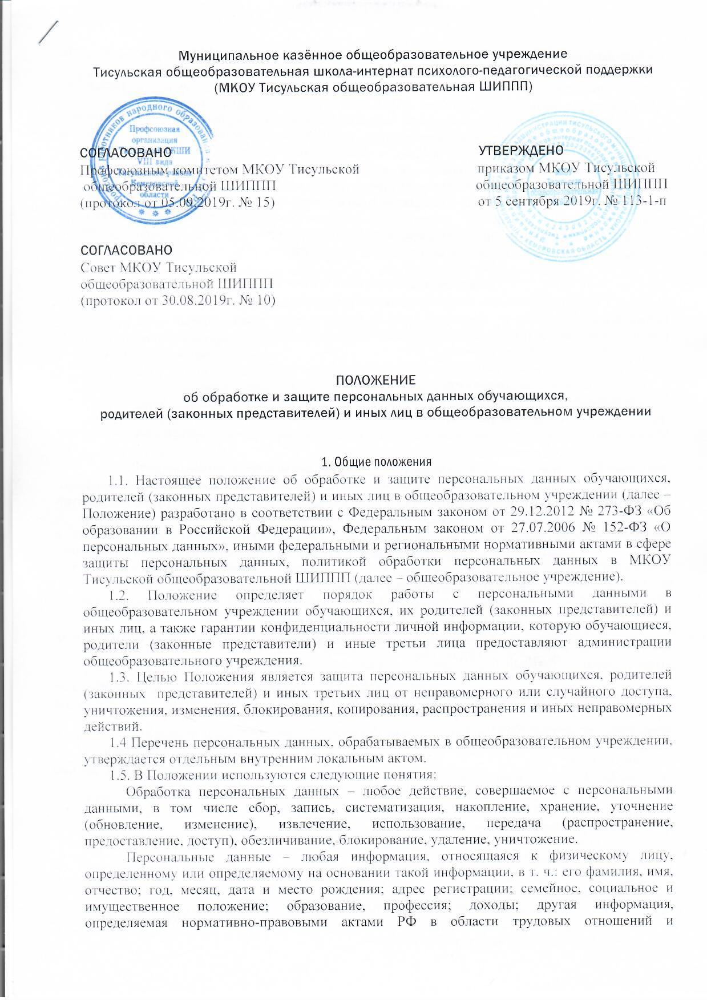 Муниципальное казённое общеобразовательное учреждение
Тисульская общеобразовательная школа-интернат психолого-педагогической поддержки
(МКОУ Тисульская общеобразовательная ШИППП)
СОГЛАСОВАНО
Профсоюзным комитетом МКОУ Тисульской
общеобразовательной ШИППП
(протокол от 05.09.2019г. № 15)
УТВЕРЖДЕНО
приказом МКОУ Тисульской
общеобразовательной ШИППП
от 5 сентября 2019г. № 113-1-п
Профсоюзная
организация
VIII вида
Кемеровской
области
СОГЛАСОВАНО
Совет МКОУ Тисульской
общеобразовательной ШИППП
(протокол от 30.08.2019г. № 10)
ПОЛОЖЕНИЕ
об обработке и защите персональных данных обучающихся,
родителей (законных представителей) и иных лиц в общеобразовательном учреждении
1. Общие положения
1.1. Настоящее положение об обработке и защите персональных данных обучающихся,
родителей (законных представителей) и иных лиц в общеобразовательном учреждении (далее –
Положение) разработано в соответствии с Федеральным законом от 29.12.2012 № 273-ФЗ «Об
образовании в Российской Федерации», Федеральным законом от 27.07.2006 № 152-ФЗ «О
персональных данных», иными федеральными и региональными нормативными актами в сфере
защиты персональных данных, политикой обработки персональных данных в МКОУ
Тисульской общеобразовательной ШИППП (далее – общеобразовательное учреждение).
1.2. Положение определяет порядок работы с персональными данными в
общеобразовательном учреждении обучающихся, их родителей (законных представителей) и
иных лиц, а также гарантии конфиденциальности личной информации, которую обучающиеся,
родители (законные представители) и иные третьи лица предоставляют администрации
общеобразовательного учреждения.
1.3. Целью Положения является защита персональных данных обучающихся, родителей
(законных представителей) и иных третьих лиц от неправомерного или случайного доступа,
уничтожения, изменения, блокирования, копирования, распространения и иных неправомерных
действий.
1.4 Перечень персональных данных, обрабатываемых в общеобразовательном учреждении,
утверждается отдельным внутренним локальным актом.
1.5. В Положении используются следующие понятия:
Обработка персональных данных – любое действие, совершаемое с персональными
данными, в том числе сбор, запись, систематизация, накопление, хранение, уточнение
(обновление, изменение), извлечение, использование, передача (распространение,
предоставление, доступ), обезличивание, блокирование, удаление, уничтожение.
Персональные данные – любая информация, относящаяся к физическому лицу,
определенному или определяемому на основании такой информации, в т. ч.: его фамилия, имя,
отчество; год, месяц, дата и место рождения; адрес регистрации; семейное, социальное и
имущественное положение; образование, профессия; доходы; другая информация,
определяемая нормативно-правовыми актами РФ в области трудовых отношений и